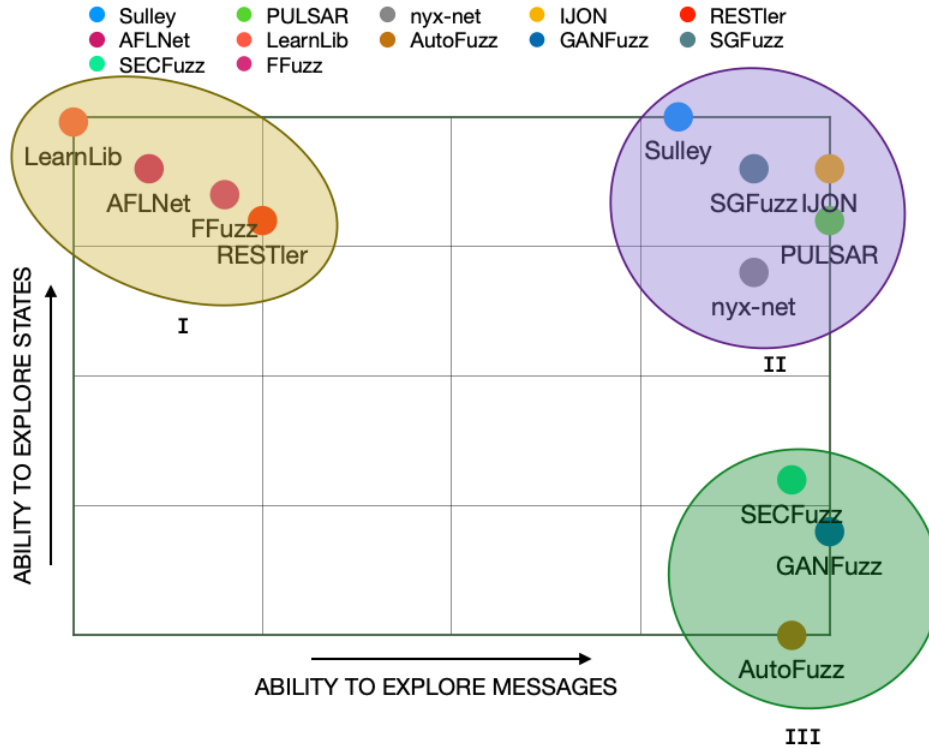 Sulley PULSAR nyx-net IJON RESTler
AFLNet LearnLib AutoFuzz GANFuzz SGFuzz
SECFuzz FFuzz
LearnLib
AFLNet
FFuzz
RESTler
I
Sulley
SGFuzz IJON
PULSAR
nyx-net
II
ABILITY TO EXPLORE STATES
SECFuzz
GANFuzz
AutoFuzz
III
ABILITY TO EXPLORE MESSAGES